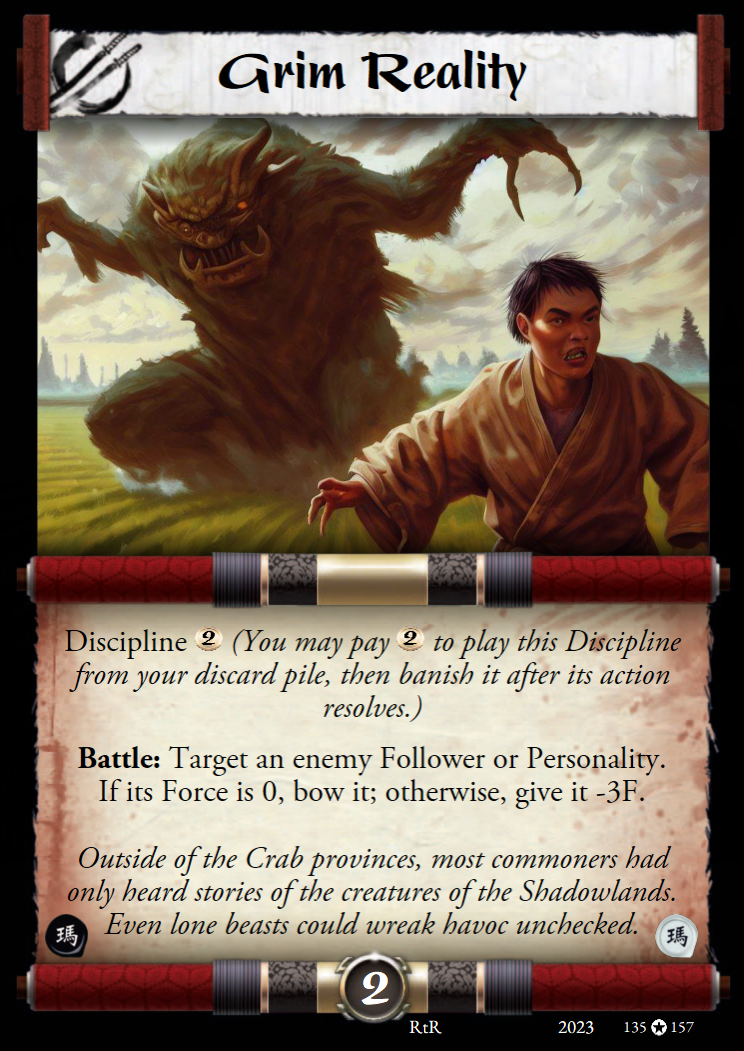 Grim Reality
Discipline 2 (You may pay 2 to play this Discipline
from your discard pile, then banish it after its action
resolves.)
Battle: Target an enemy Follower or Personality.
If its Force is 0, bow it; otherwise, give it -3F.
Outside of the Crab provinces, most commoners had
only heard stories of the creatures of the Shadowlands.
Even lone beasts could wreak havoc unchecked.
瑪 瑪
2
RtR 2023 135 ✪ 157